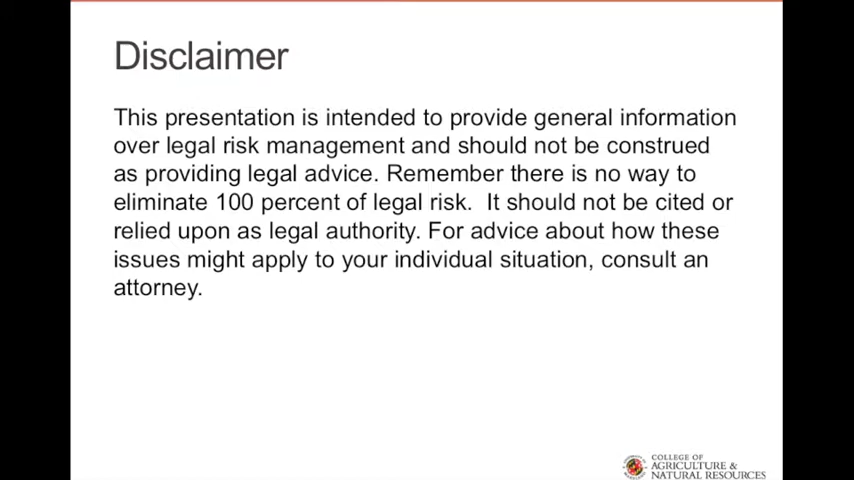 Disclaimer
This presentation is intended to provide general information
over legal risk management and should not be construed
as providing legal advice. Remember there is no way to
eliminate 100 percent of legal risk.  It should not be cited or
relied upon as legal authority. For advice about how these
issues might apply to your individual situation, consult an
attorney.
COLLEGE OF
AGRICULTURE &
NATURAL RESOURCES